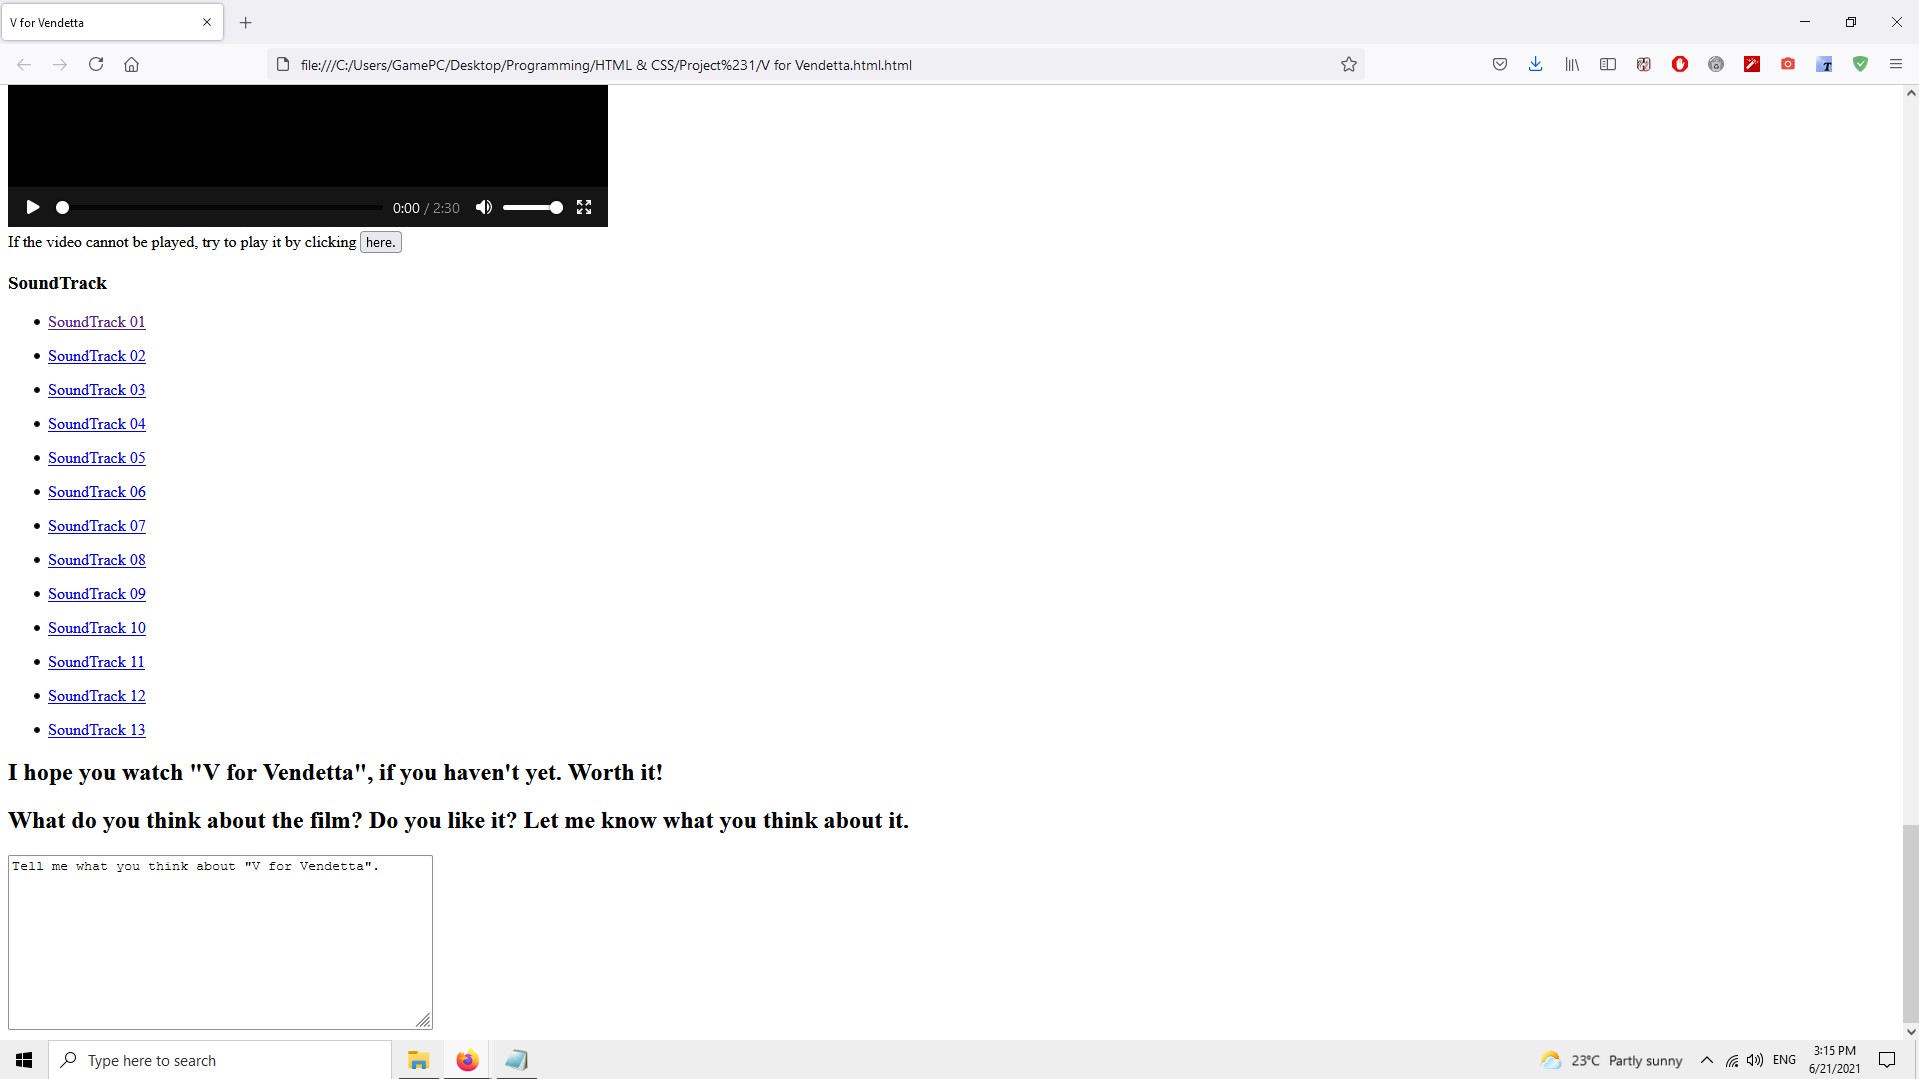 V for Vendetta
file:///C:/Users/GamePC/Desktop/Programming/HTML & CSS/Project%231/V for Vendetta.html.html
0:00 / 2:30
If the video cannot be played, try to play it by clicking here.
SoundTrack
SoundTrack 01
SoundTrack 02
SoundTrack 03
SoundTrack 04
SoundTrack 05
SoundTrack 06
SoundTrack 07
SoundTrack 08
SoundTrack 09
SoundTrack 10
SoundTrack 11
SoundTrack 12
SoundTrack 13
I hope you watch "V for Vendetta", if you haven't yet. Worth it!
What do you think about the film? Do you like it? Let me know what you think about it.
Tell me what you think about "V for Vendetta".
Type here to search
23°C Partly sunny
ENG
3:15 PM
6/21/2021